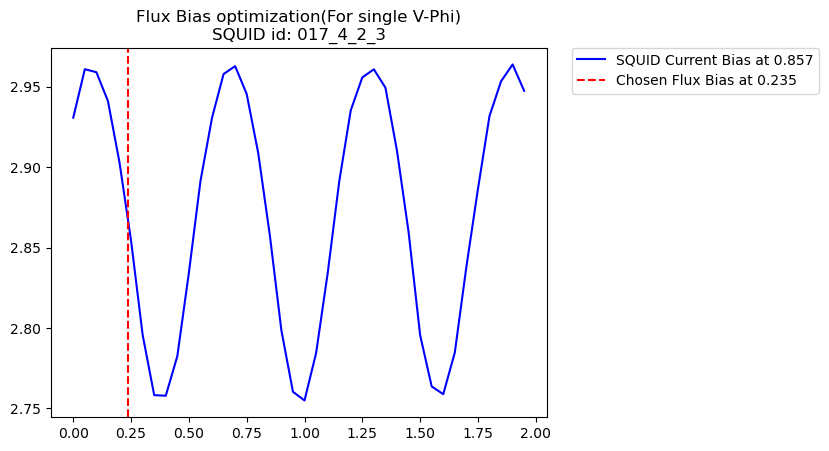 Flux Bias optimization(For single V-Phi)
SQUID id: 017_4_2_3
SQUID Current Bias at 0.857
Chosen Flux Bias at 0.235
2.95
2.90
2.85
2.80
2.75
0.00 0.25 0.50 0.75 1.00 1.25 1.50 1.75 2.00